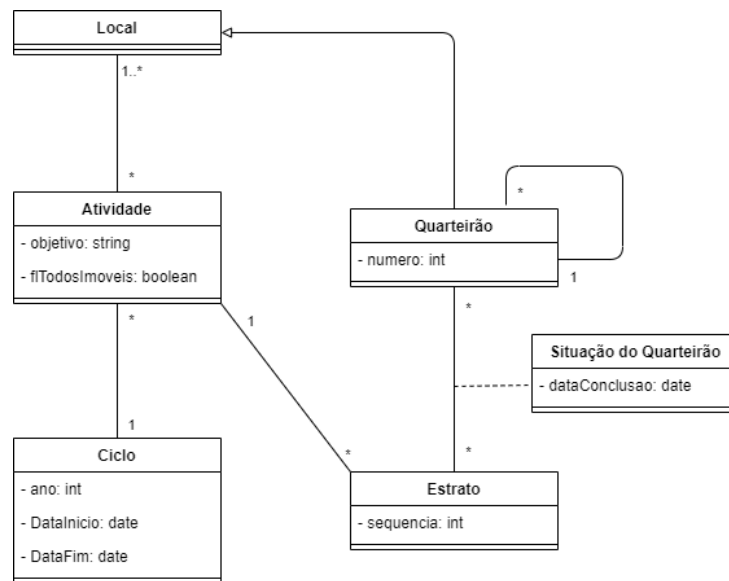 Local
1..*
*
Atividade
- objetivo: string
- flTodosImoveis: boolean
*
Quarteirão
- numero: int
1
*
*
1
Situação do Quarteirão
- dataConclusao: date
1
*
*
Ciclo
- ano: int
- DataInicio: date
- DataFim: date
Estrato
- sequencia: int